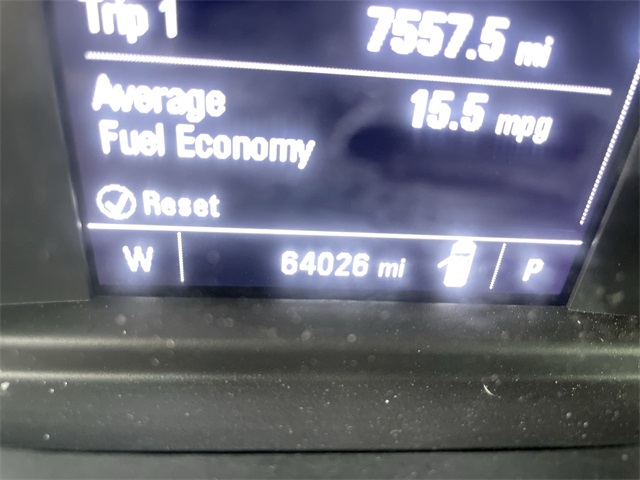 Trip 1 7557.5 mi
Average 15.5 mpg
Fuel Economy
Reset
W 64026 mi P